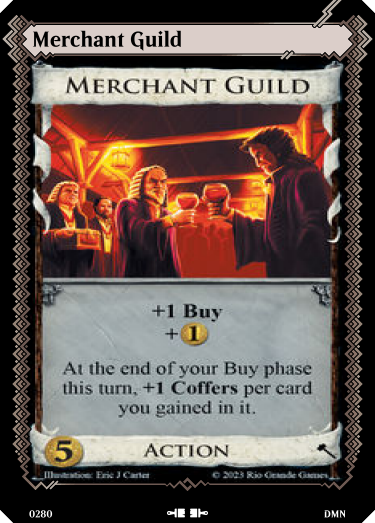 Merchant Guild
MERCHANT GUILD
+1 Buy
+1
At the end of your Buy phase
this turn, +1 Coffers per card
you gained in it.
5 ACTION
Illustration: Eric J Carter © 2023 Rio Grande Games
0280 DMN